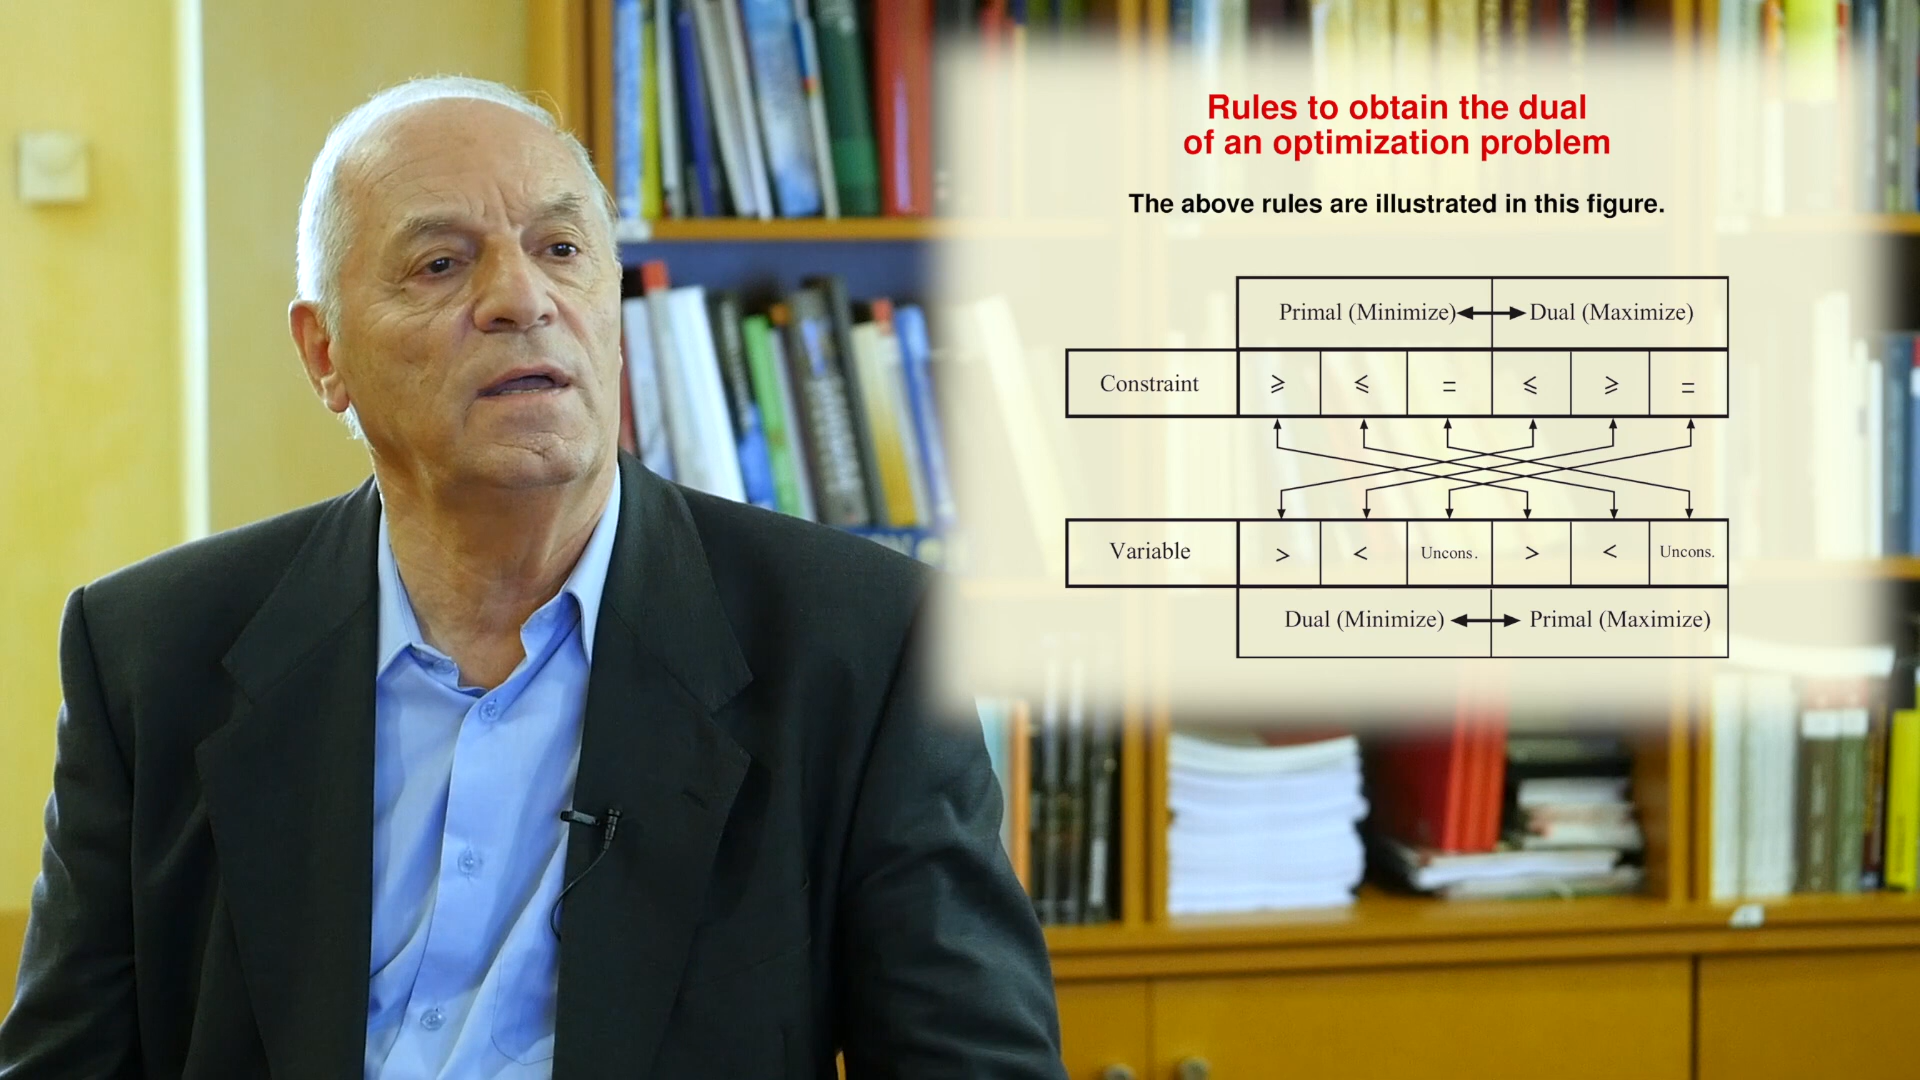 Rules to obtain the dual
of an optimization problem
The above rules are illustrated in this figure.
Primal (Minimize) Dual (Maximize)
Constraint ⩾ ⩽ = ⩽ ⩾ =
Variable > < Uncons. > < Uncons.
Dual (Minimize) Primal (Maximize)